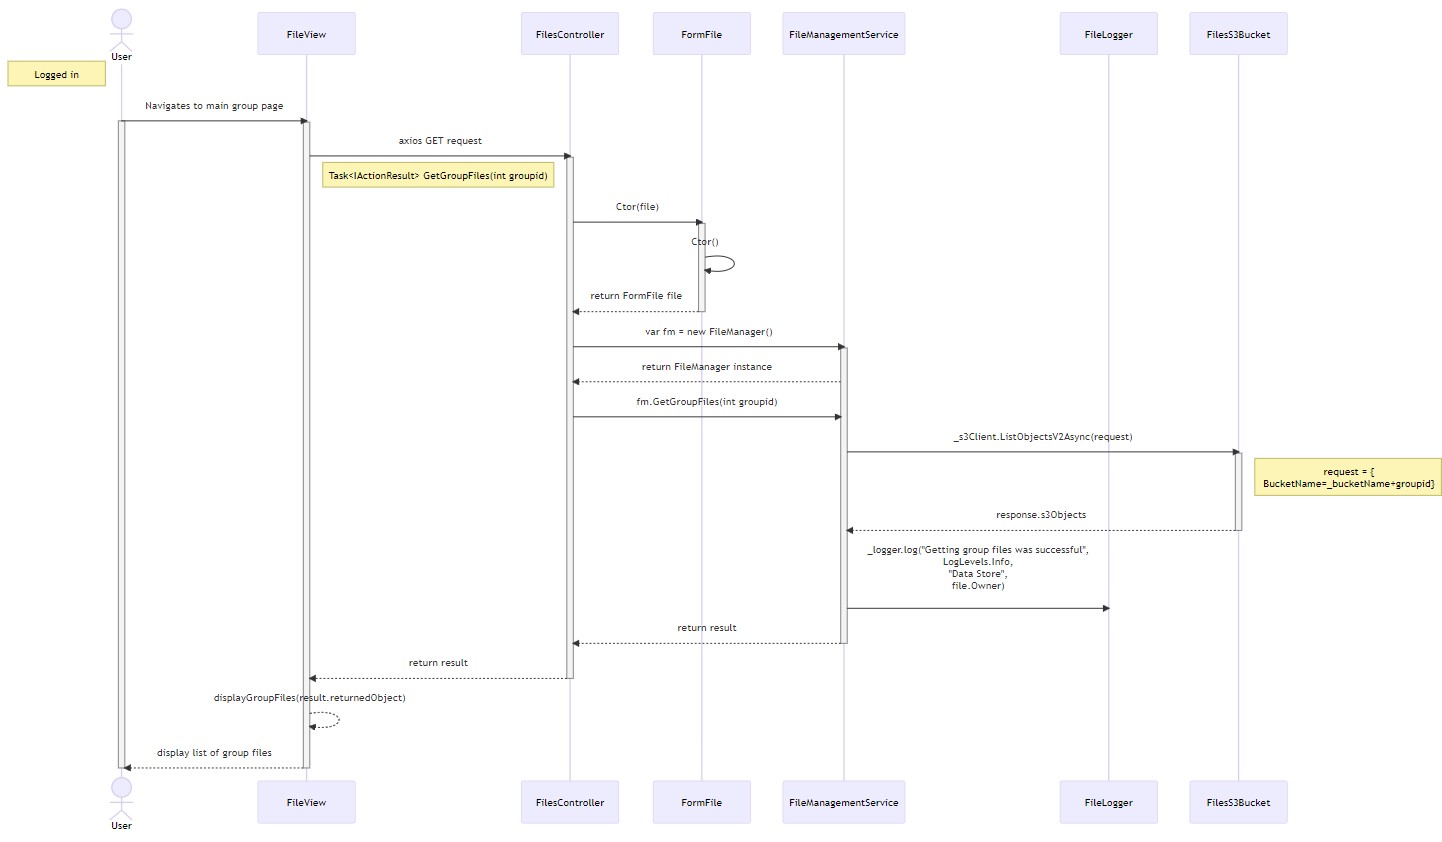 FileView
FilesController
FormFile
FileManagementService
FileLogger
FilesS3Bucket
User
Logged in
Navigates to main group page
axios GET request
Task<IActionResult> GetGroupFiles(int groupid)
Ctor(file)
Ctor()
return FormFile file
var fm = new FileManager()
return FileManager instance
fm.GetGroupFiles(int groupid)
_s3Client.ListObjectsV2Async(request)
request = {
BucketName=_bucketName+groupid}
response.s3Objects
_logger.log("Getting group files was successful",
LogLevels.Info,
"Data Store",
file.Owner)
return result
return result
displayGroupFiles(result.returnedObject)
display list of group files
FileView
FilesController
FormFile
FileManagementService
FileLogger
FilesS3Bucket
User